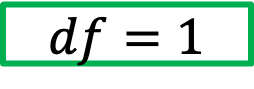 df = 1